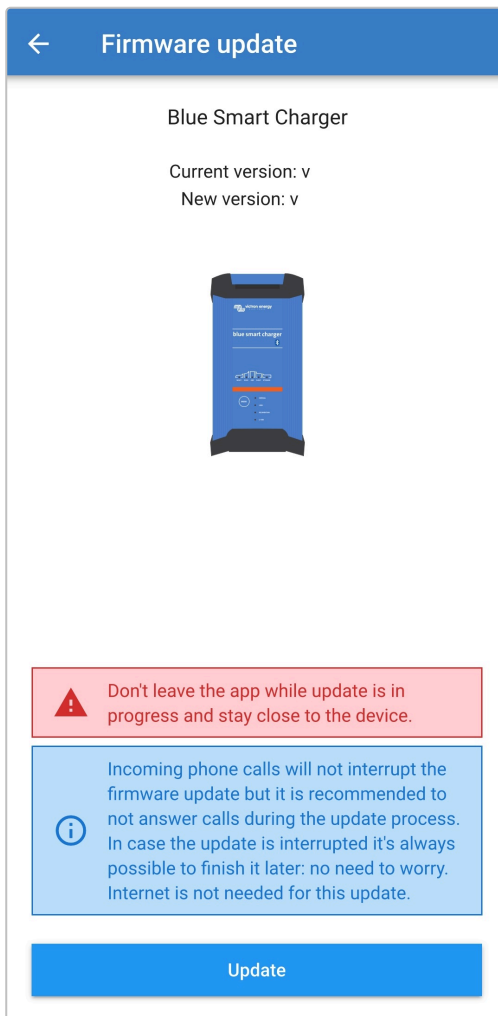 Firmware update
Blue Smart Charger
Current version: v
New version: v
victron energy
blue smart charger
Don't leave the app while update is in
progress and stay close to the device.
Incoming phone calls will not interrupt the
firmware update but it is recommended to
not answer calls during the update process.
In case the update is interrupted it's always
possible to finish it later: no need to worry.
Internet is not needed for this update.
Update